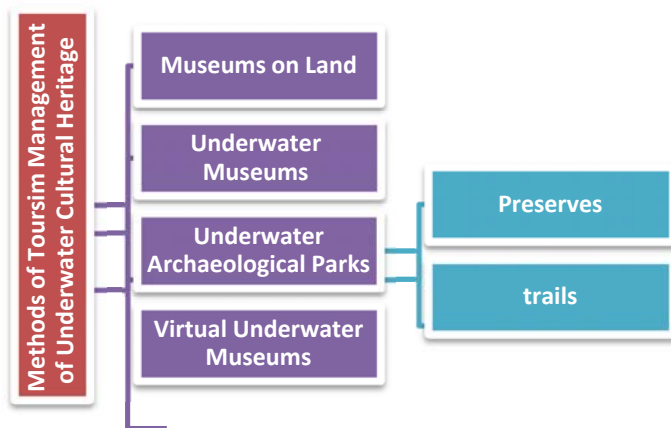 Methods of Toursim Management
of Underwater Cultural Heritage
Museums on Land
Underwater
Museums
Underwater
Archaeological Parks
Virtual Underwater
Museums
Preserves
trails